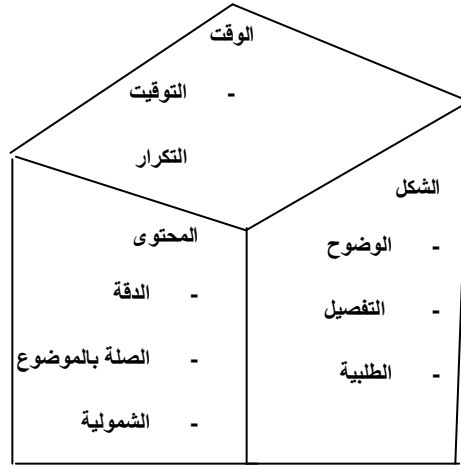 الوقت
- التوقيت
التكرار
الشكل
- الوضوح
- التفصيل
- الطلبية
المحتوى
- الدقة
- الصلة بالموضوع
- الشمولية